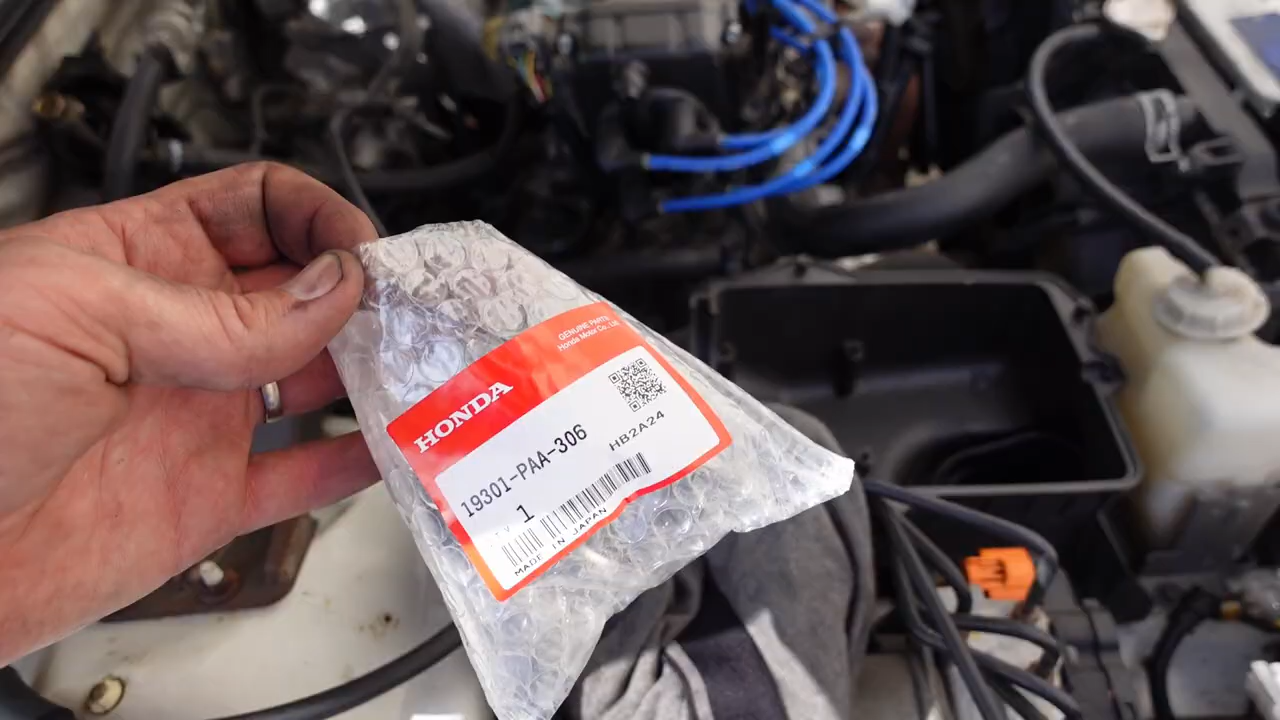 GENUINE PARTS
Honda Motor Co., Ltd.
HONDA
19301-PAA-306
HB2A24
1
MADE IN JAPAN